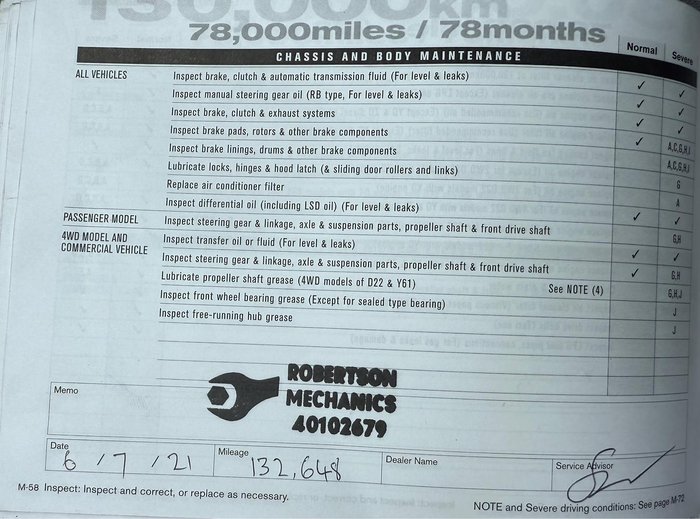 130,000km
78,000miles / 78months
CHASSIS AND BODY MAINTENANCE Normal Severe
ALL VEHICLES Inspect brake, clutch & automatic transmission fluid (For level & leaks) ✓ ✓
Inspect manual steering gear oil (RB type, For level & leaks) ✓ ✓
Inspect brake, clutch & exhaust systems ✓ ✓
Inspect brake pads, rotors & other brake components ✓ A,C,G,H,I
Inspect brake linings, drums & other brake components A,C,G,H,I
Lubricate locks, hinges & hood latch (& sliding door rollers and links) G
Replace air conditioner filter A
Inspect differential oil (including LSD oil) (For level & leaks) ✓ ✓
PASSENGER MODEL Inspect steering gear & linkage, axle & suspension parts, propeller shaft & front drive shaft G,H
4WD MODEL AND COMMERCIAL VEHICLE Inspect transfer oil or fluid (For level & leaks) ✓ ✓
Inspect steering gear & linkage, axle & suspension parts, propeller shaft & front drive shaft ✓ G,H
Lubricate propeller shaft grease (4WD models of D22 & Y61) See NOTE (4) G,H,J
Inspect front wheel bearing grease (Except for sealed type bearing) J
Inspect free-running hub grease J
ROBERTSON
MECHANICS
40102679
Memo
Date 6 / 7 / 21 Mileage 132,648 Dealer Name Service Advisor
M-58 Inspect: Inspect and correct, or replace as necessary. NOTE and Severe driving conditions: See page M-72